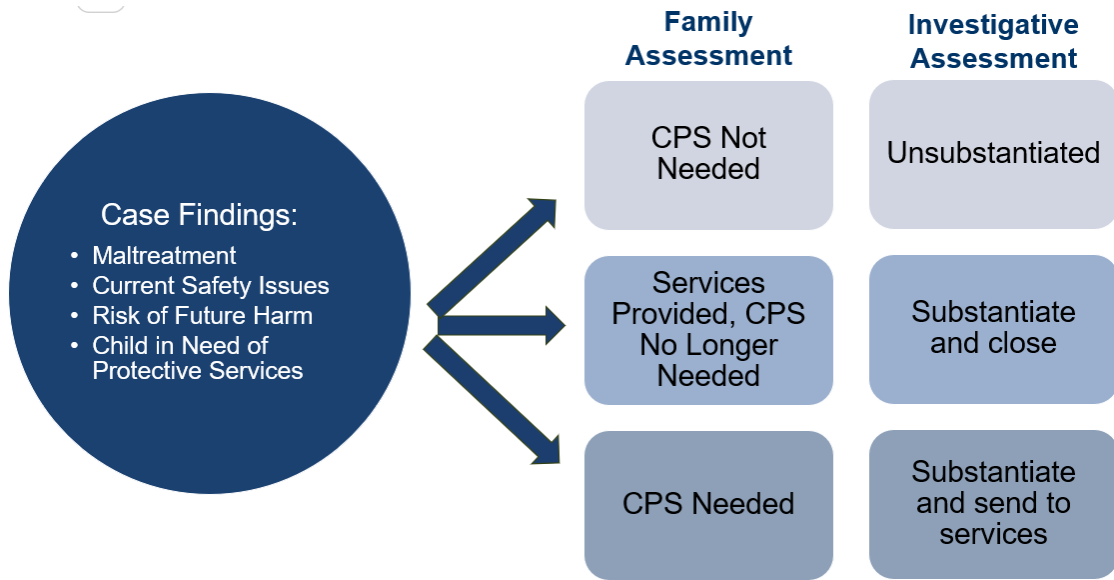 Family
Assessment
Investigative
Assessment
Case Findings:
• Maltreatment
• Current Safety Issues
• Risk of Future Harm
• Child in Need of
Protective Services
CPS Not
Needed
Unsubstantiated
Services
Provided, CPS
No Longer
Needed
Substantiate
and close
CPS Needed
Substantiate
and send to
services